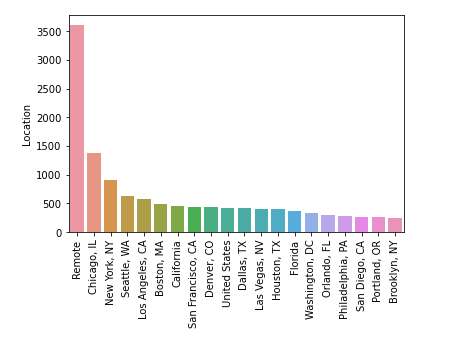 3500
3000
2500
2000
1500
1000
500
0
Location
Remote
Chicago, IL
New York, NY
Seattle, WA
Los Angeles, CA
Boston, MA
California
San Francisco, CA
Denver, CO
United States
Dallas, TX
Las Vegas, NV
Houston, TX
Florida
Washington, DC
Orlando, FL
Philadelphia, PA
San Diego, CA
Portland, OR
Brooklyn, NY